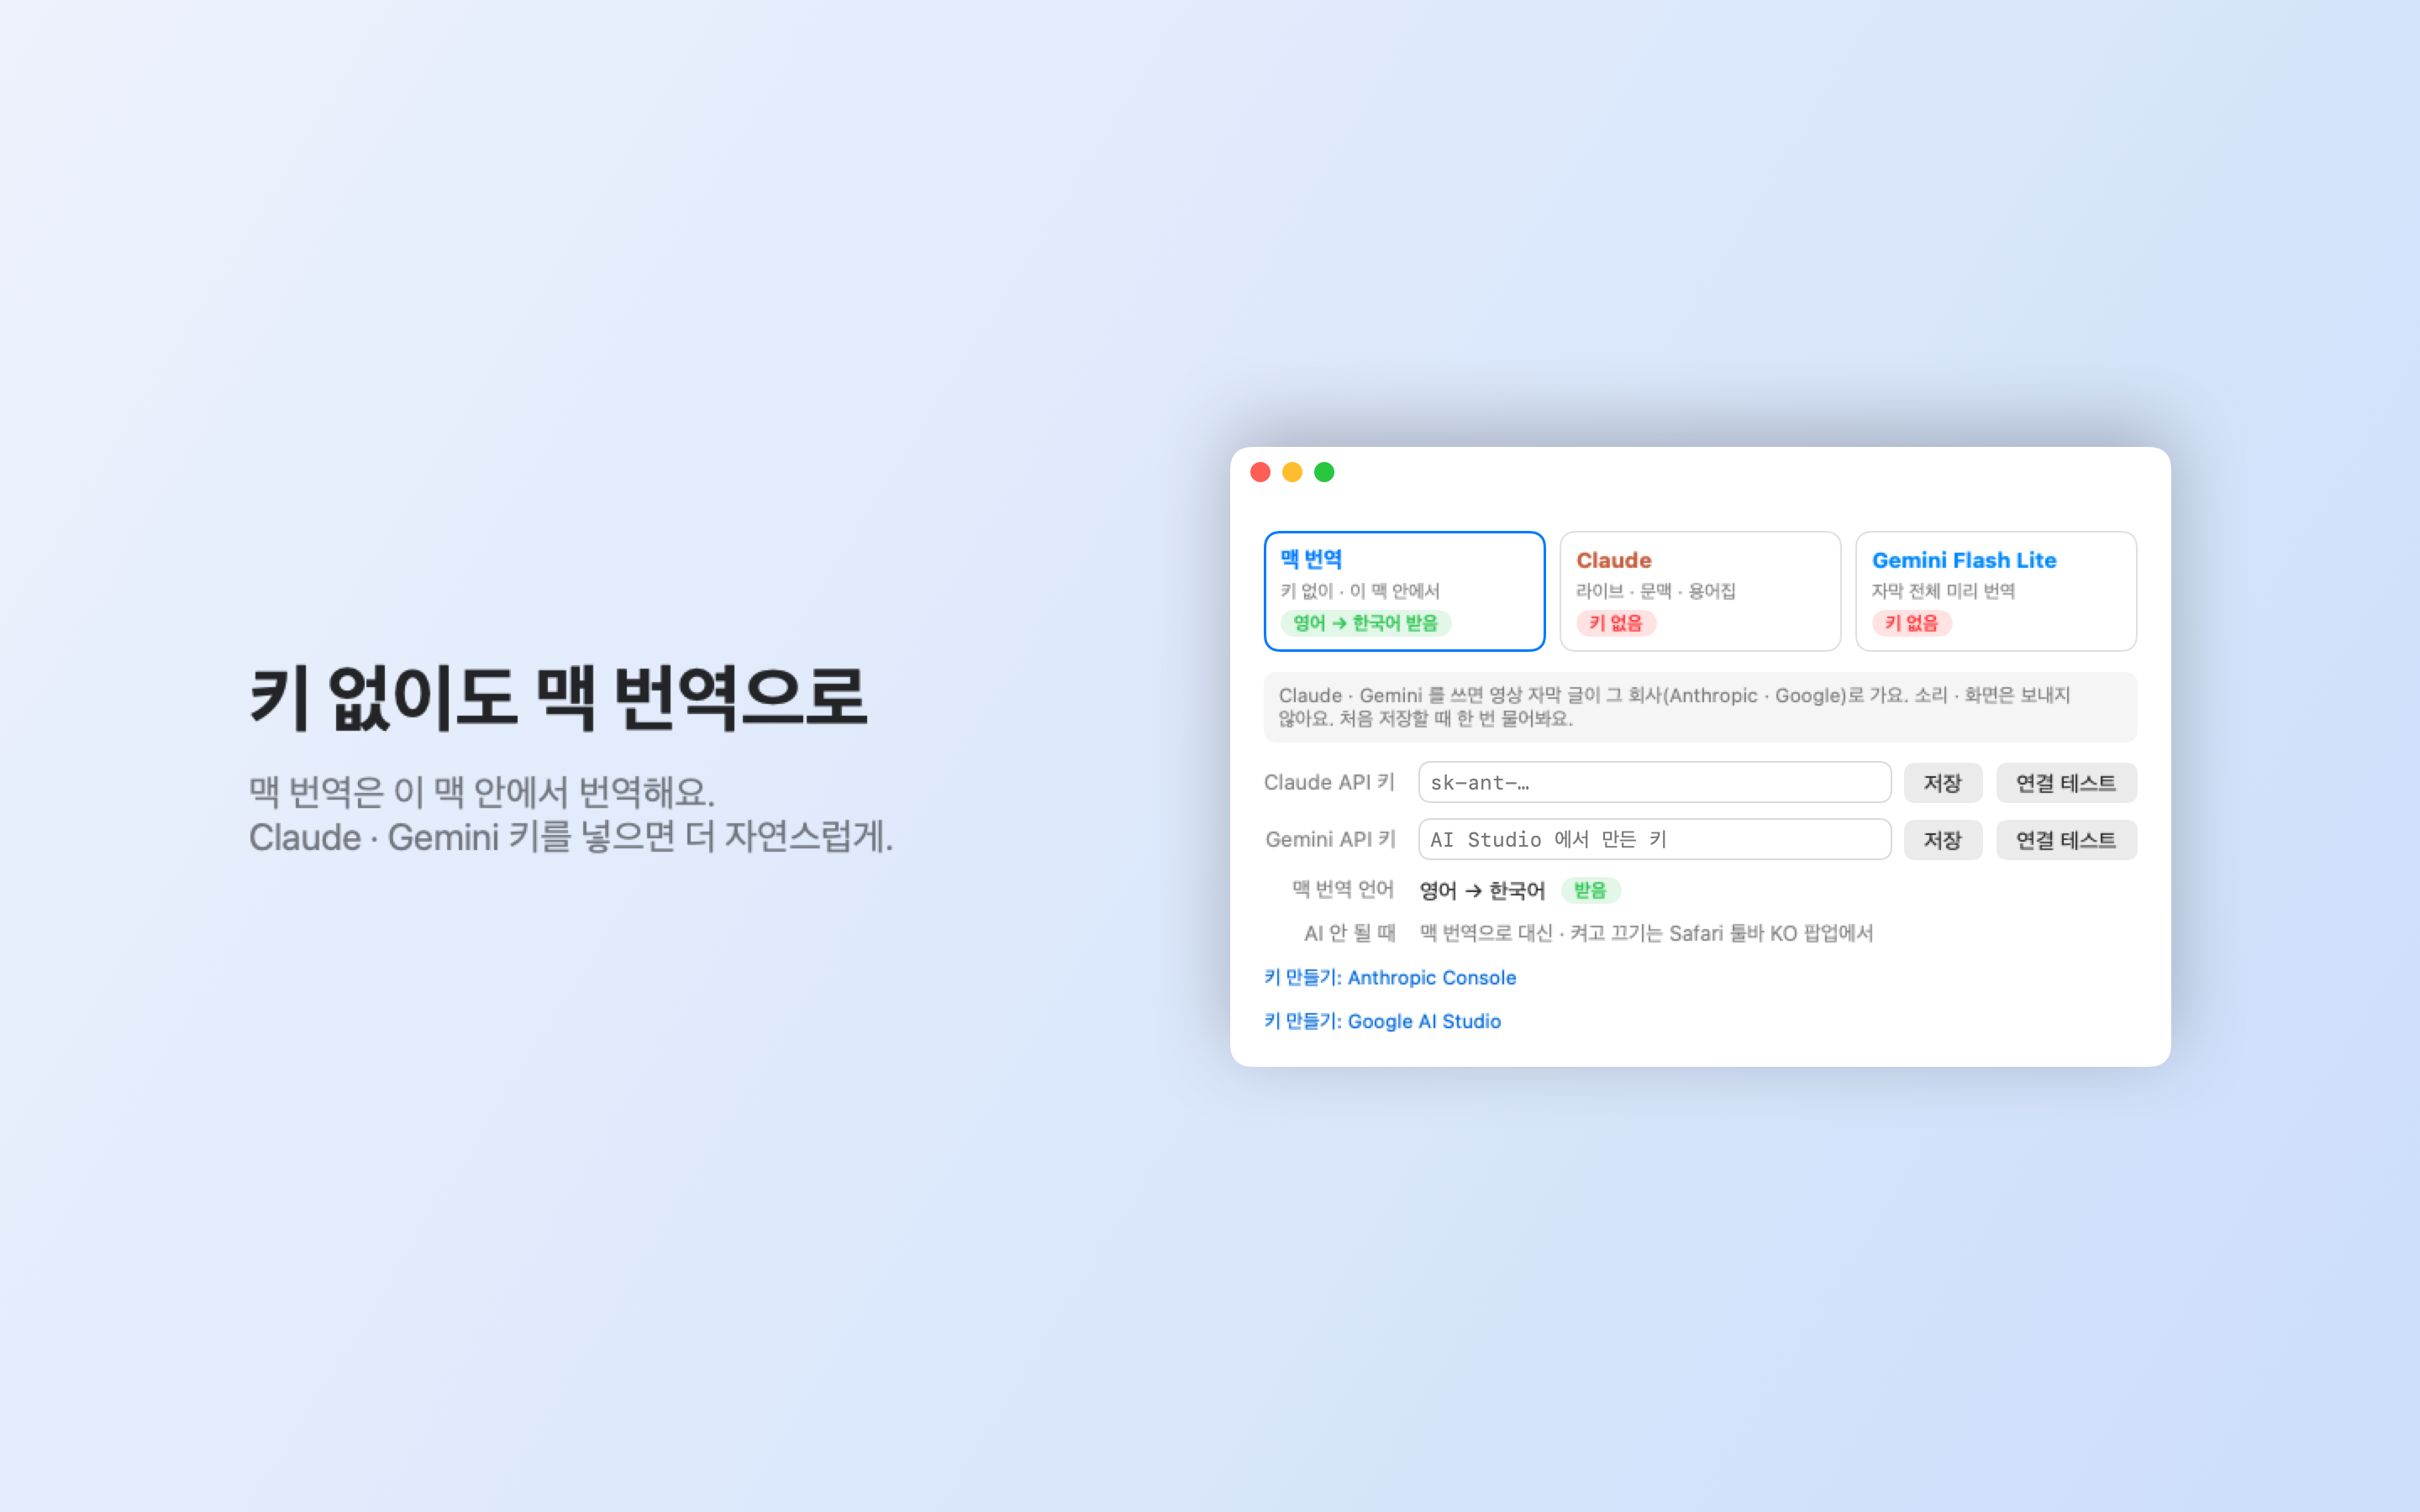 키 없이도 맥 번역으로
맥 번역은 이 맥 안에서 번역해요.
Claude · Gemini 키를 넣으면 더 자연스럽게.
맥 번역
키 없이 · 이 맥 안에서
영어 → 한국어 받음
Claude
라이브 · 문맥 · 용어집
키 없음
Gemini Flash Lite
자막 전체 미리 번역
키 없음
Claude · Gemini 를 쓰면 영상 자막 글이 그 회사(Anthropic · Google)로 가요. 소리 · 화면은 보내지
않아요. 처음 저장할 때 한 번 물어봐요.
Claude API 키 sk-ant-… 저장 연결 테스트
Gemini API 키 AI Studio 에서 만든 키 저장 연결 테스트
맥 번역 언어 영어 → 한국어 받음
AI 안 될 때 맥 번역으로 대신 · 켜고 끄기는 Safari 툴바 KO 팝업에서
키 만들기: Anthropic Console
키 만들기: Google AI Studio